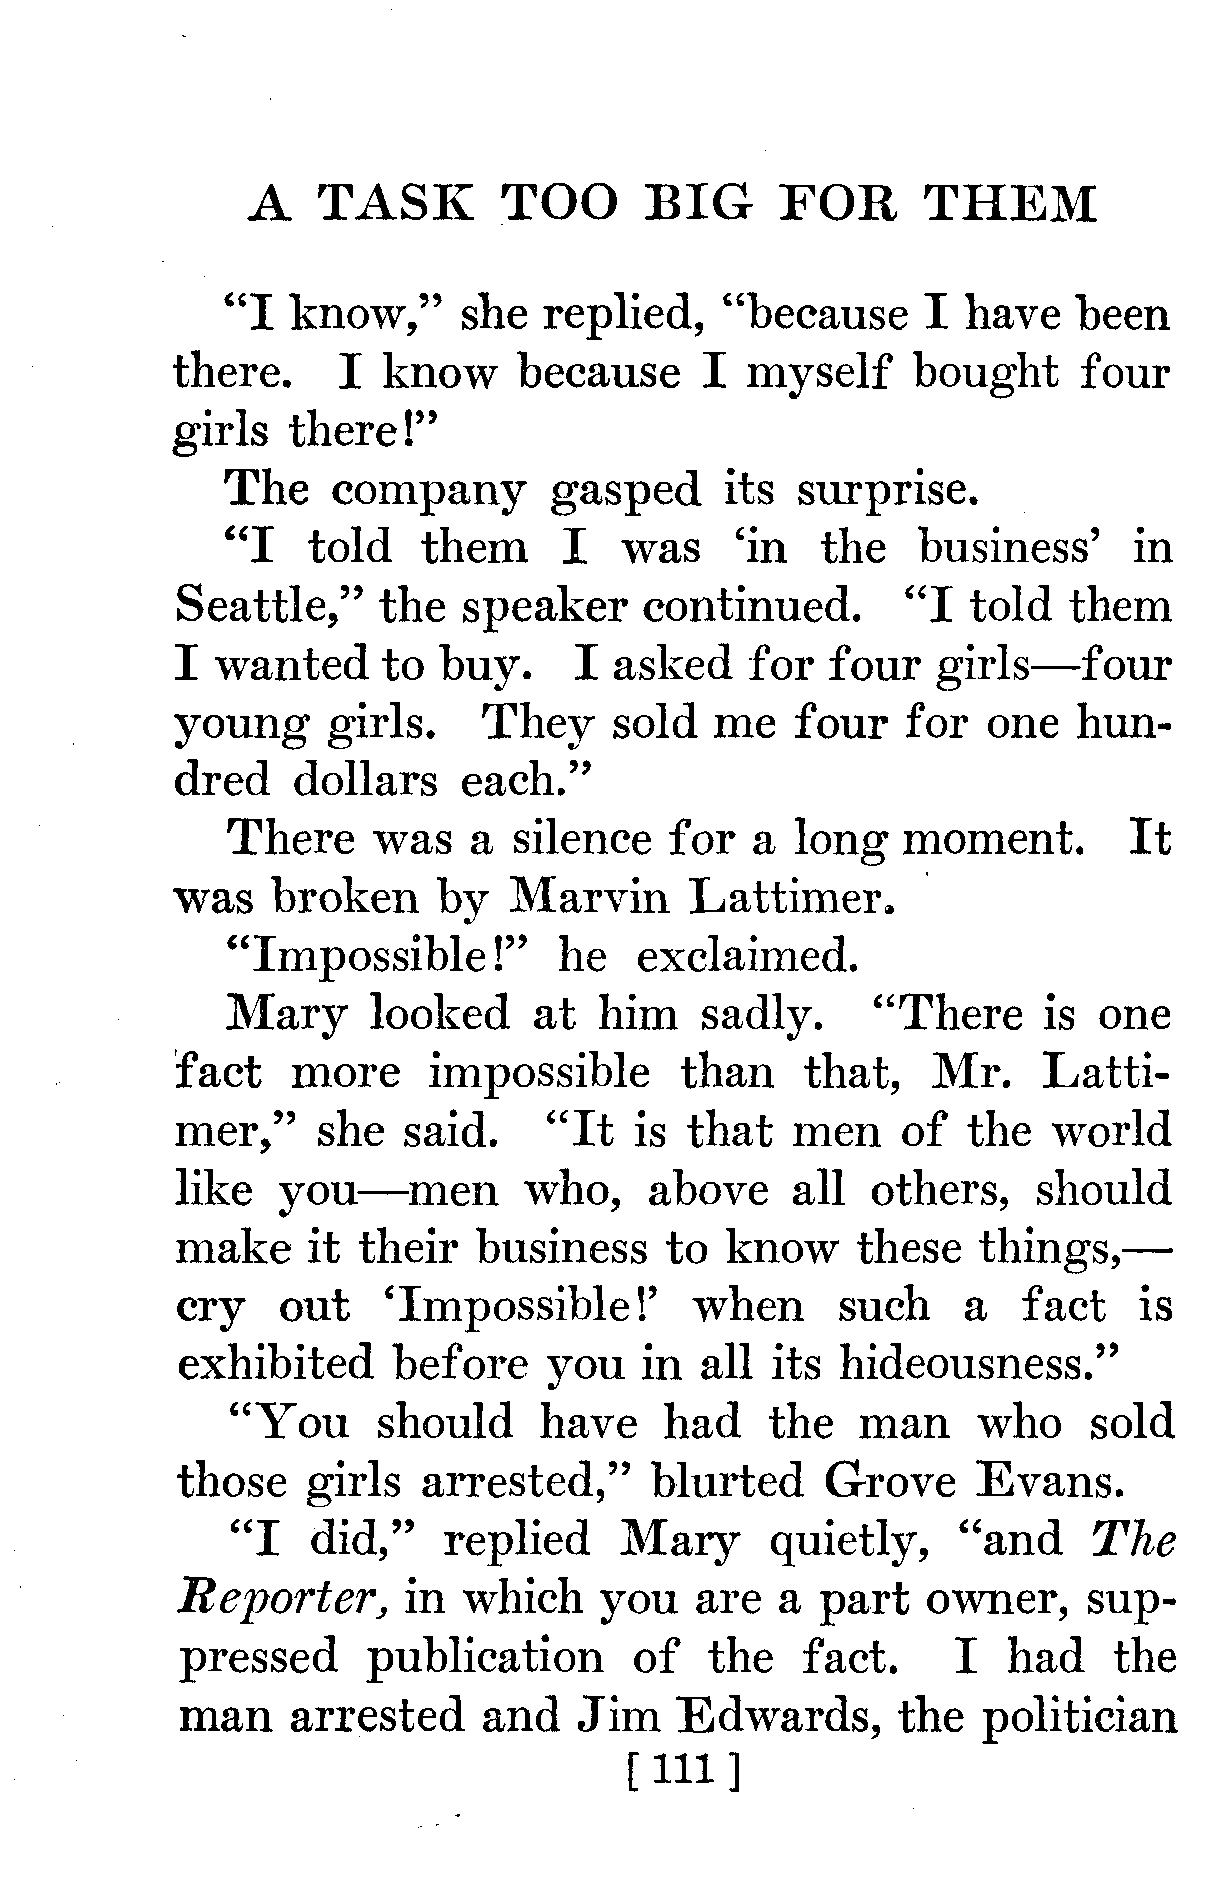 A TASK TOO BIG FOR THEM
“I know,” she replied, “because I have been
there. I know because I myself bought four
girls there!”
The company gasped its surprise.
“I told them I was ‘in the business’ in
Seattle,” the speaker continued. “I told them
I wanted to buy. I asked for four girls—four
young girls. They sold me four for one hun-
dred dollars each.”
There was a silence for a long moment. It
was broken by Marvin Lattimer.
“Impossible!” he exclaimed.
Mary looked at him sadly. “There is one
fact more impossible than that, Mr. Latti-
mer,” she said. “It is that men of the world
like you—men who, above all others, should
make it their business to know these things,—
cry out ‘Impossible!’ when such a fact is
exhibited before you in all its hideousness.”
“You should have had the man who sold
those girls arrested,” blurted Grove Evans.
“I did,” replied Mary quietly, “and The
Reporter, in which you are a part owner, sup-
pressed publication of the fact. I had the
man arrested and Jim Edwards, the politician
[ 111 ]